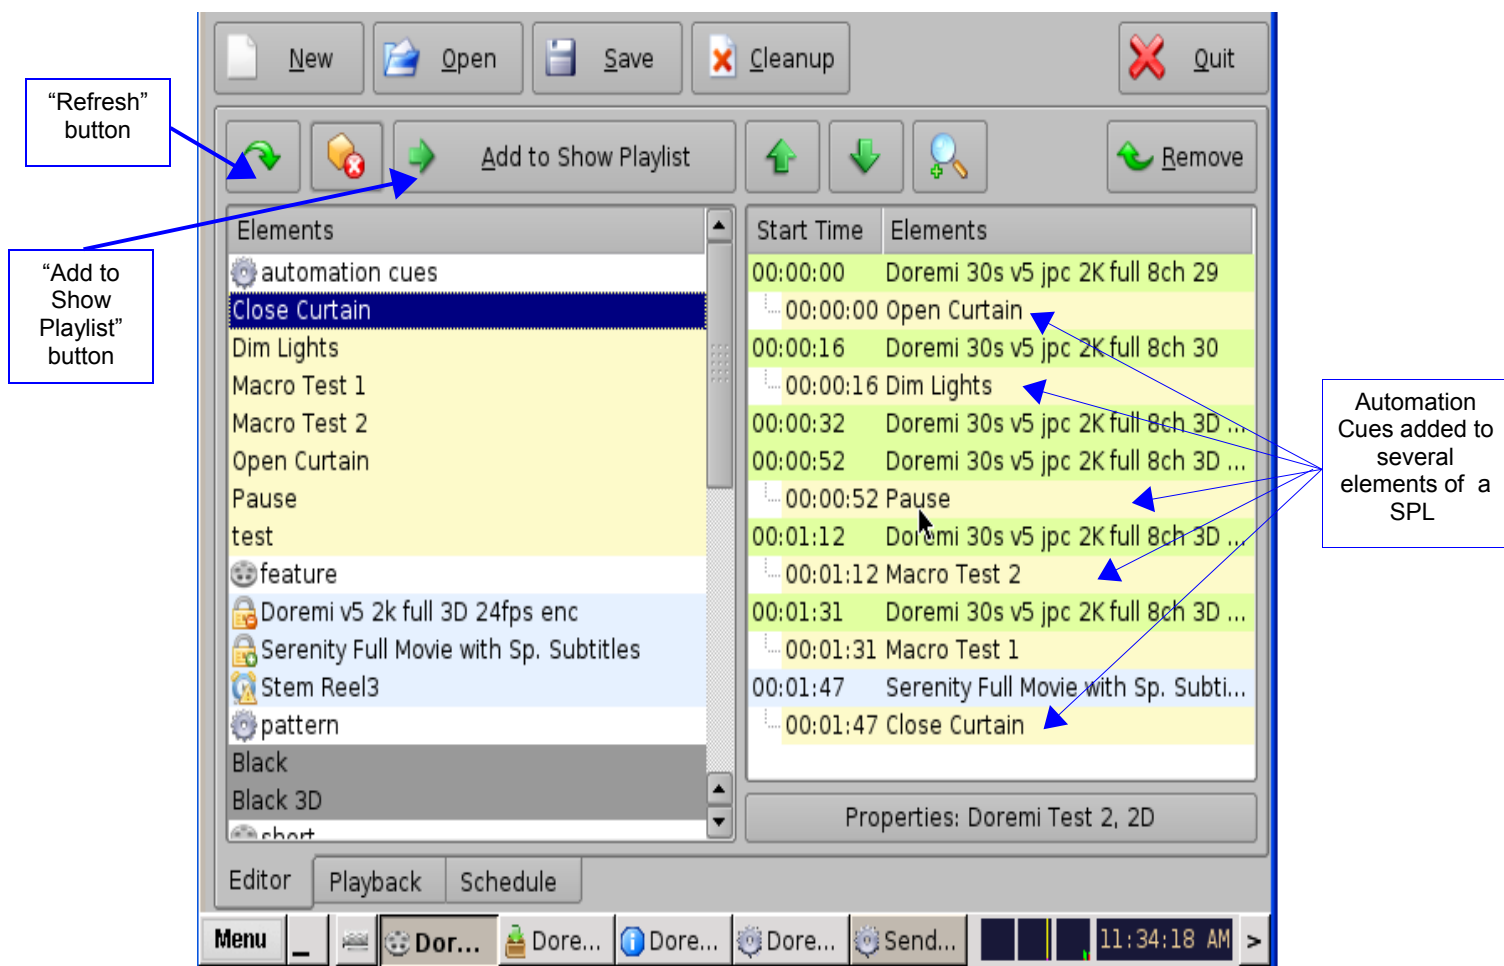 New
Open
Save
Cleanup
Quit
“Refresh”
button
Add to Show Playlist
Remove
“Add to
Show
Playlist”
button
Elements
automation cues
Close Curtain
Dim Lights
Macro Test 1
Macro Test 2
Open Curtain
Pause
test
feature
Doremi v5 2k full 3D 24fps enc
Serenity Full Movie with Sp. Subtitles
Stem Reel3
pattern
Black
Black 3D
short
Start Time Elements
00:00:00 Doremi 30s v5 jpc 2K full 8ch 29
00:00:00 Open Curtain
00:00:16 Doremi 30s v5 jpc 2K full 8ch 30
00:00:16 Dim Lights
00:00:32 Doremi 30s v5 jpc 2K full 8ch 3D ...
00:00:52 Doremi 30s v5 jpc 2K full 8ch 3D ...
00:00:52 Pause
00:01:12 Doremi 30s v5 jpc 2K full 8ch 3D ...
00:01:12 Macro Test 2
00:01:31 Doremi 30s v5 jpc 2K full 8ch 3D ...
00:01:31 Macro Test 1
00:01:47 Serenity Full Movie with Sp. Subti...
00:01:47 Close Curtain
Properties: Doremi Test 2, 2D
Automation
Cues added to
several
elements of a
SPL
Editor
Playback
Schedule
Menu
Dor...
Dore...
Dore...
Dore...
Send...
11:34:18 AM
>